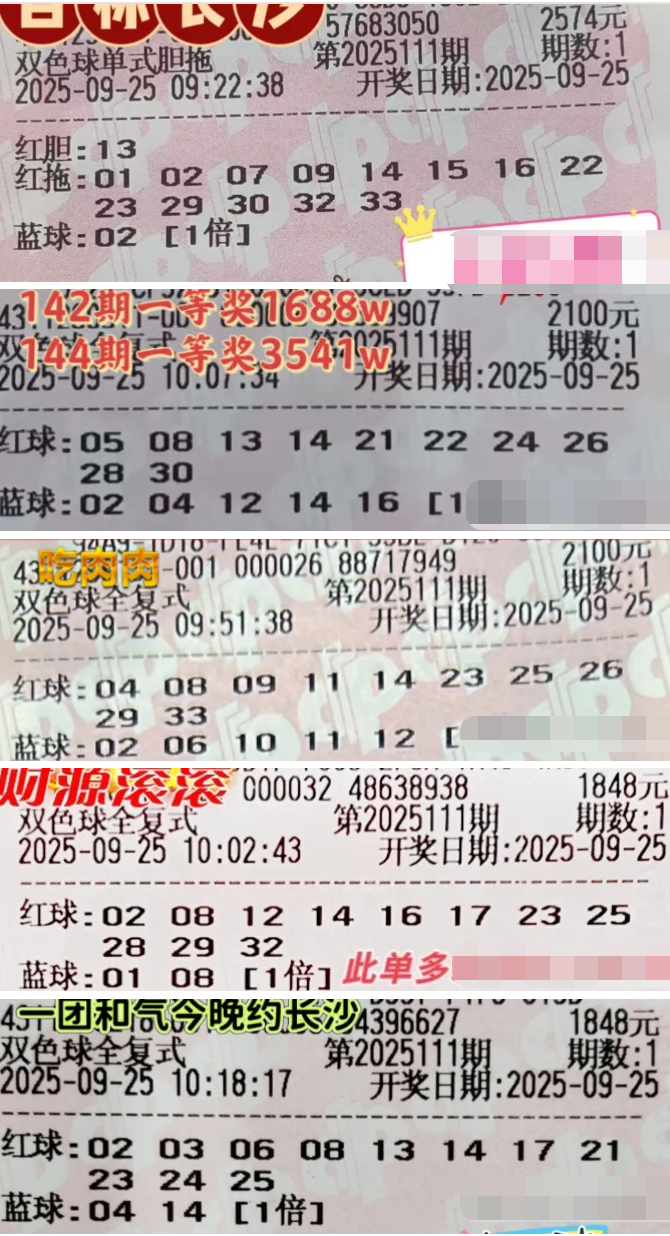 目标长沙
57683050 2574元
双色球单式胆拖 第2025111期 期数:1
2025-09-25 09:22:38 开奖日期:2025-09-25
红胆:13
红拖:01 02 07 09 14 15 16 22
23 29 30 32 33
蓝球:02 [1倍]
142期一等奖1688w
907 2100元
144期一等奖3541w
第2025111期 期数:1
2025-09-25 10:07:34 开奖日期:2025-09-25
红球:05 08 13 14 21 22 24 26
28 30
蓝球:02 04 12 14 16 [1
吃肉肉
43 -001 000026 88717949 2100元
双色球全复式 第2025111期 期数:1
2025-09-25 09:51:38 开奖日期:2025-09-25
红球:04 08 09 11 14 23 25 26
29 33
蓝球:02 06 10 11 12 [
财源滚滚 000032 48638938 1848元
双色球全复式 第2025111期 期数:1
2025-09-25 10:02:43 开奖日期:2025-09-25
红球:02 08 12 14 16 17 23 25
28 29 32
蓝球:01 08 [1倍] 此单多
一团和气今晚约长沙 4396627 1848元
双色球全复式 第2025111期 期数:1
2025-09-25 10:18:17 开奖日期:2025-09-25
红球:02 03 06 08 13 14 17 21
23 24 25
蓝球:04 14 [1倍]